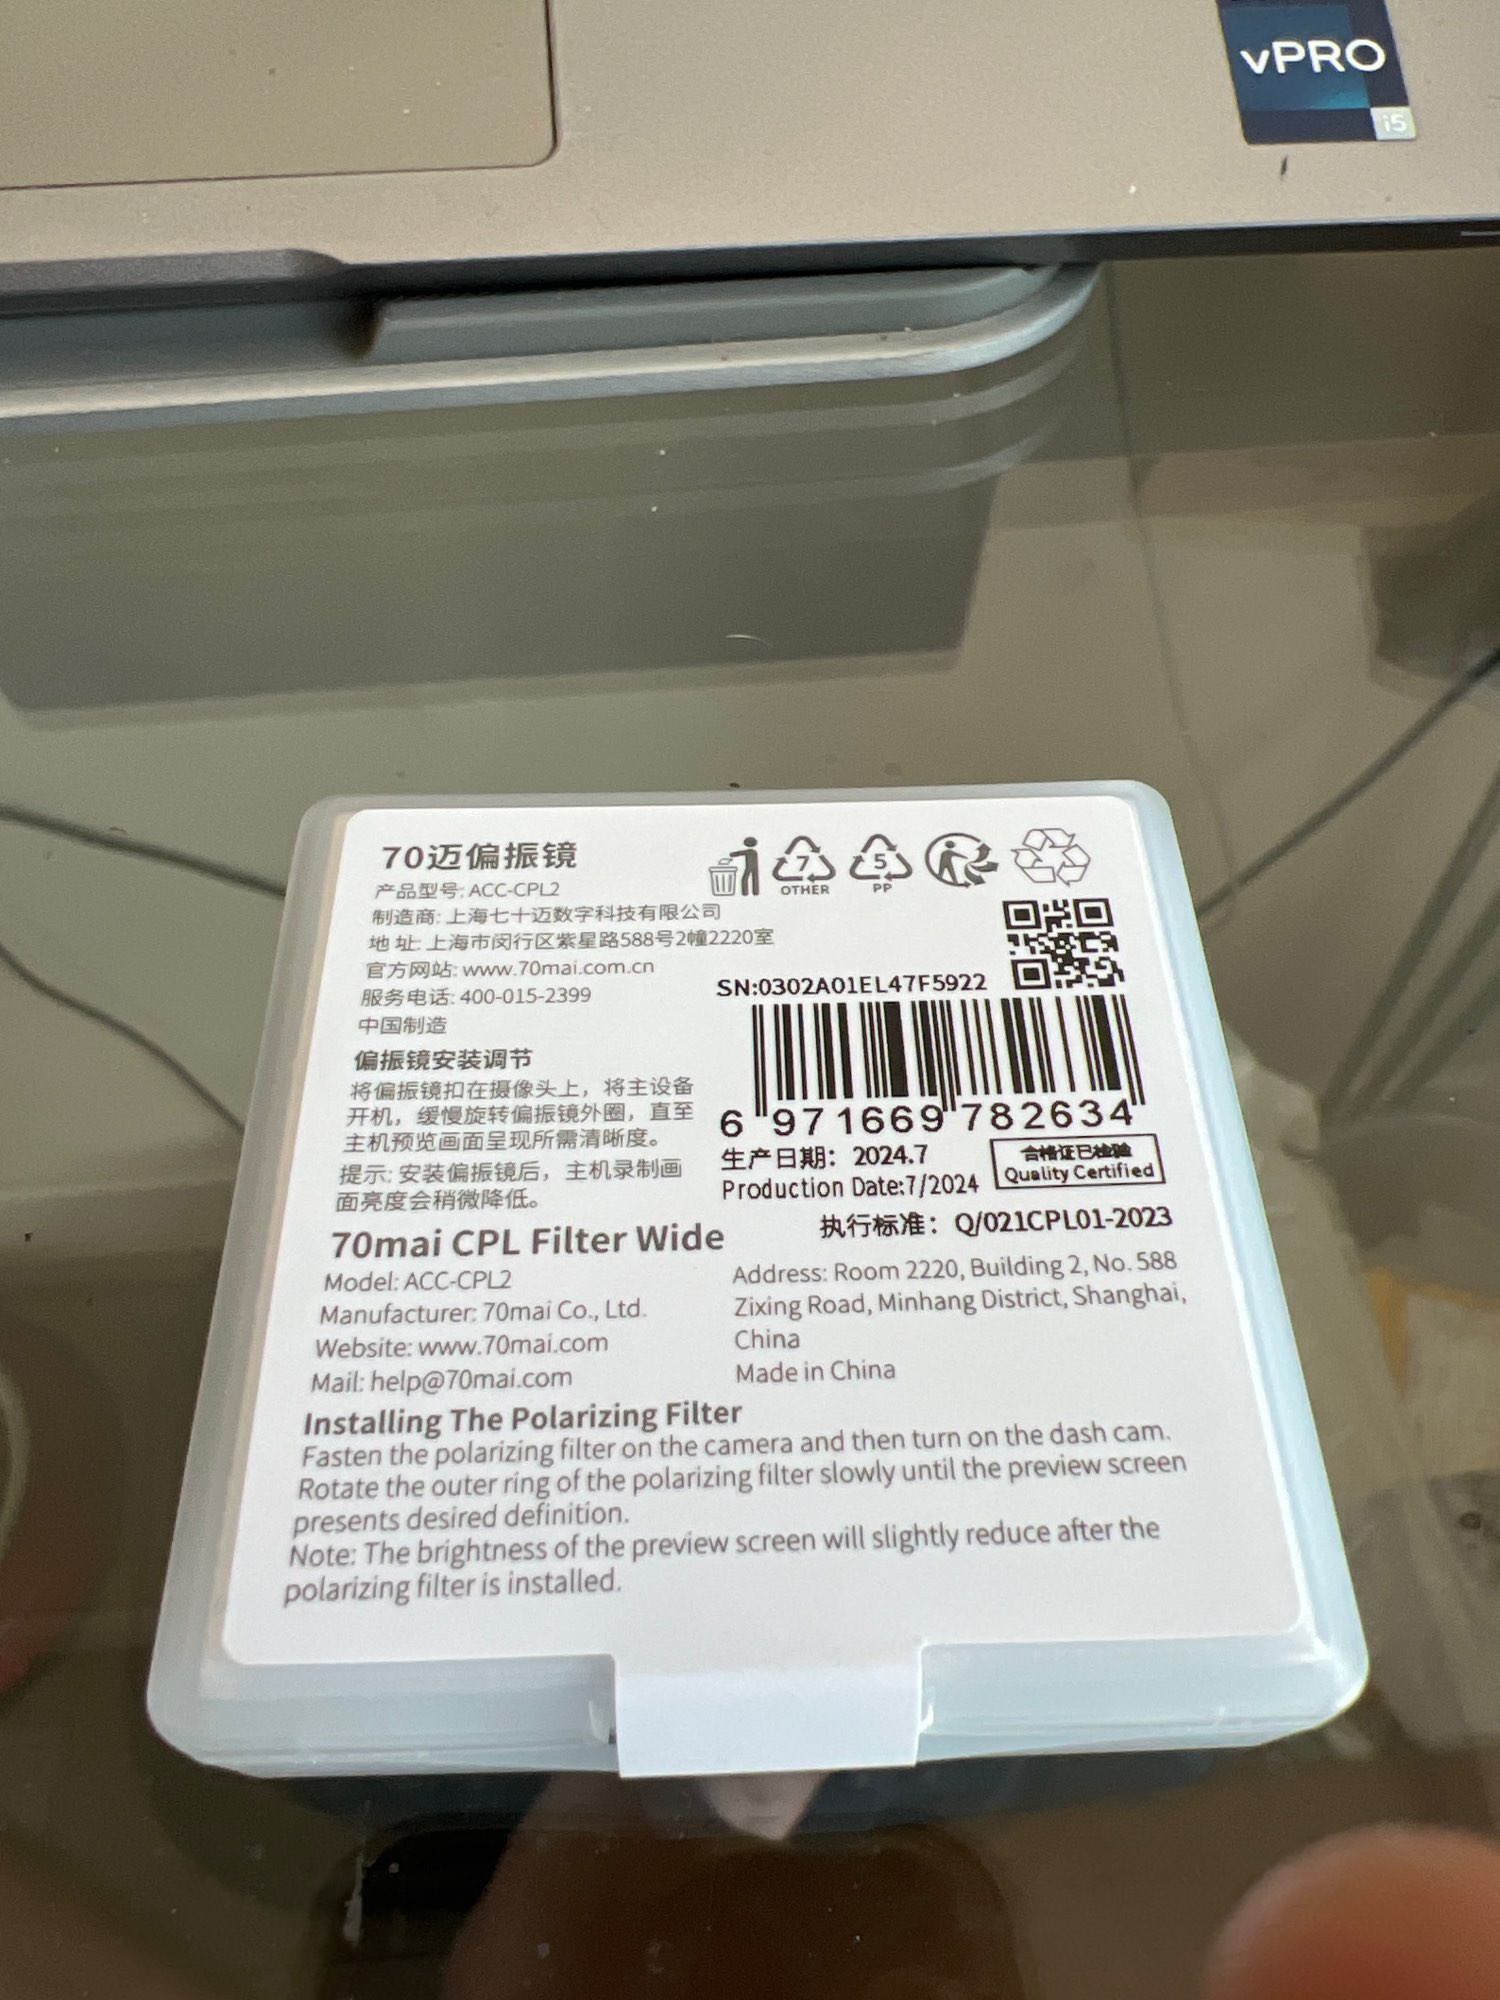 vPRO
i5
70迈偏振镜
产品型号: ACC-CPL2
制造商: 上海七十迈数字科技有限公司
地 址: 上海市闵行区紫星路588号2幢2220室
官方网站: www.70mai.com.cn
服务电话: 400-015-2399
中国制造
偏振镜安装调节
将偏振镜扣在摄像头上，将主设备
开机，缓慢旋转偏振镜外圈，直至
主机预览画面呈现所需清晰度。
提示: 安装偏振镜后，主机录制画
面亮度会稍微降低。
7
OTHER
5
PP
SN:0302A01EL47F5922
6 971669 782634
生产日期： 2024.7
Production Date:7/2024
合格证已检验
Quality Certified
执行标准： Q/021CPL01-2023
70mai CPL Filter Wide
Model: ACC-CPL2
Manufacturer: 70mai Co., Ltd.
Website: www.70mai.com
Mail: help@70mai.com
Address: Room 2220, Building 2, No. 588
Zixing Road, Minhang District, Shanghai,
China
Made in China
Installing The Polarizing Filter
Fasten the polarizing filter on the camera and then turn on the dash cam.
Rotate the outer ring of the polarizing filter slowly until the preview screen
presents desired definition.
Note: The brightness of the preview screen will slightly reduce after the
polarizing filter is installed.